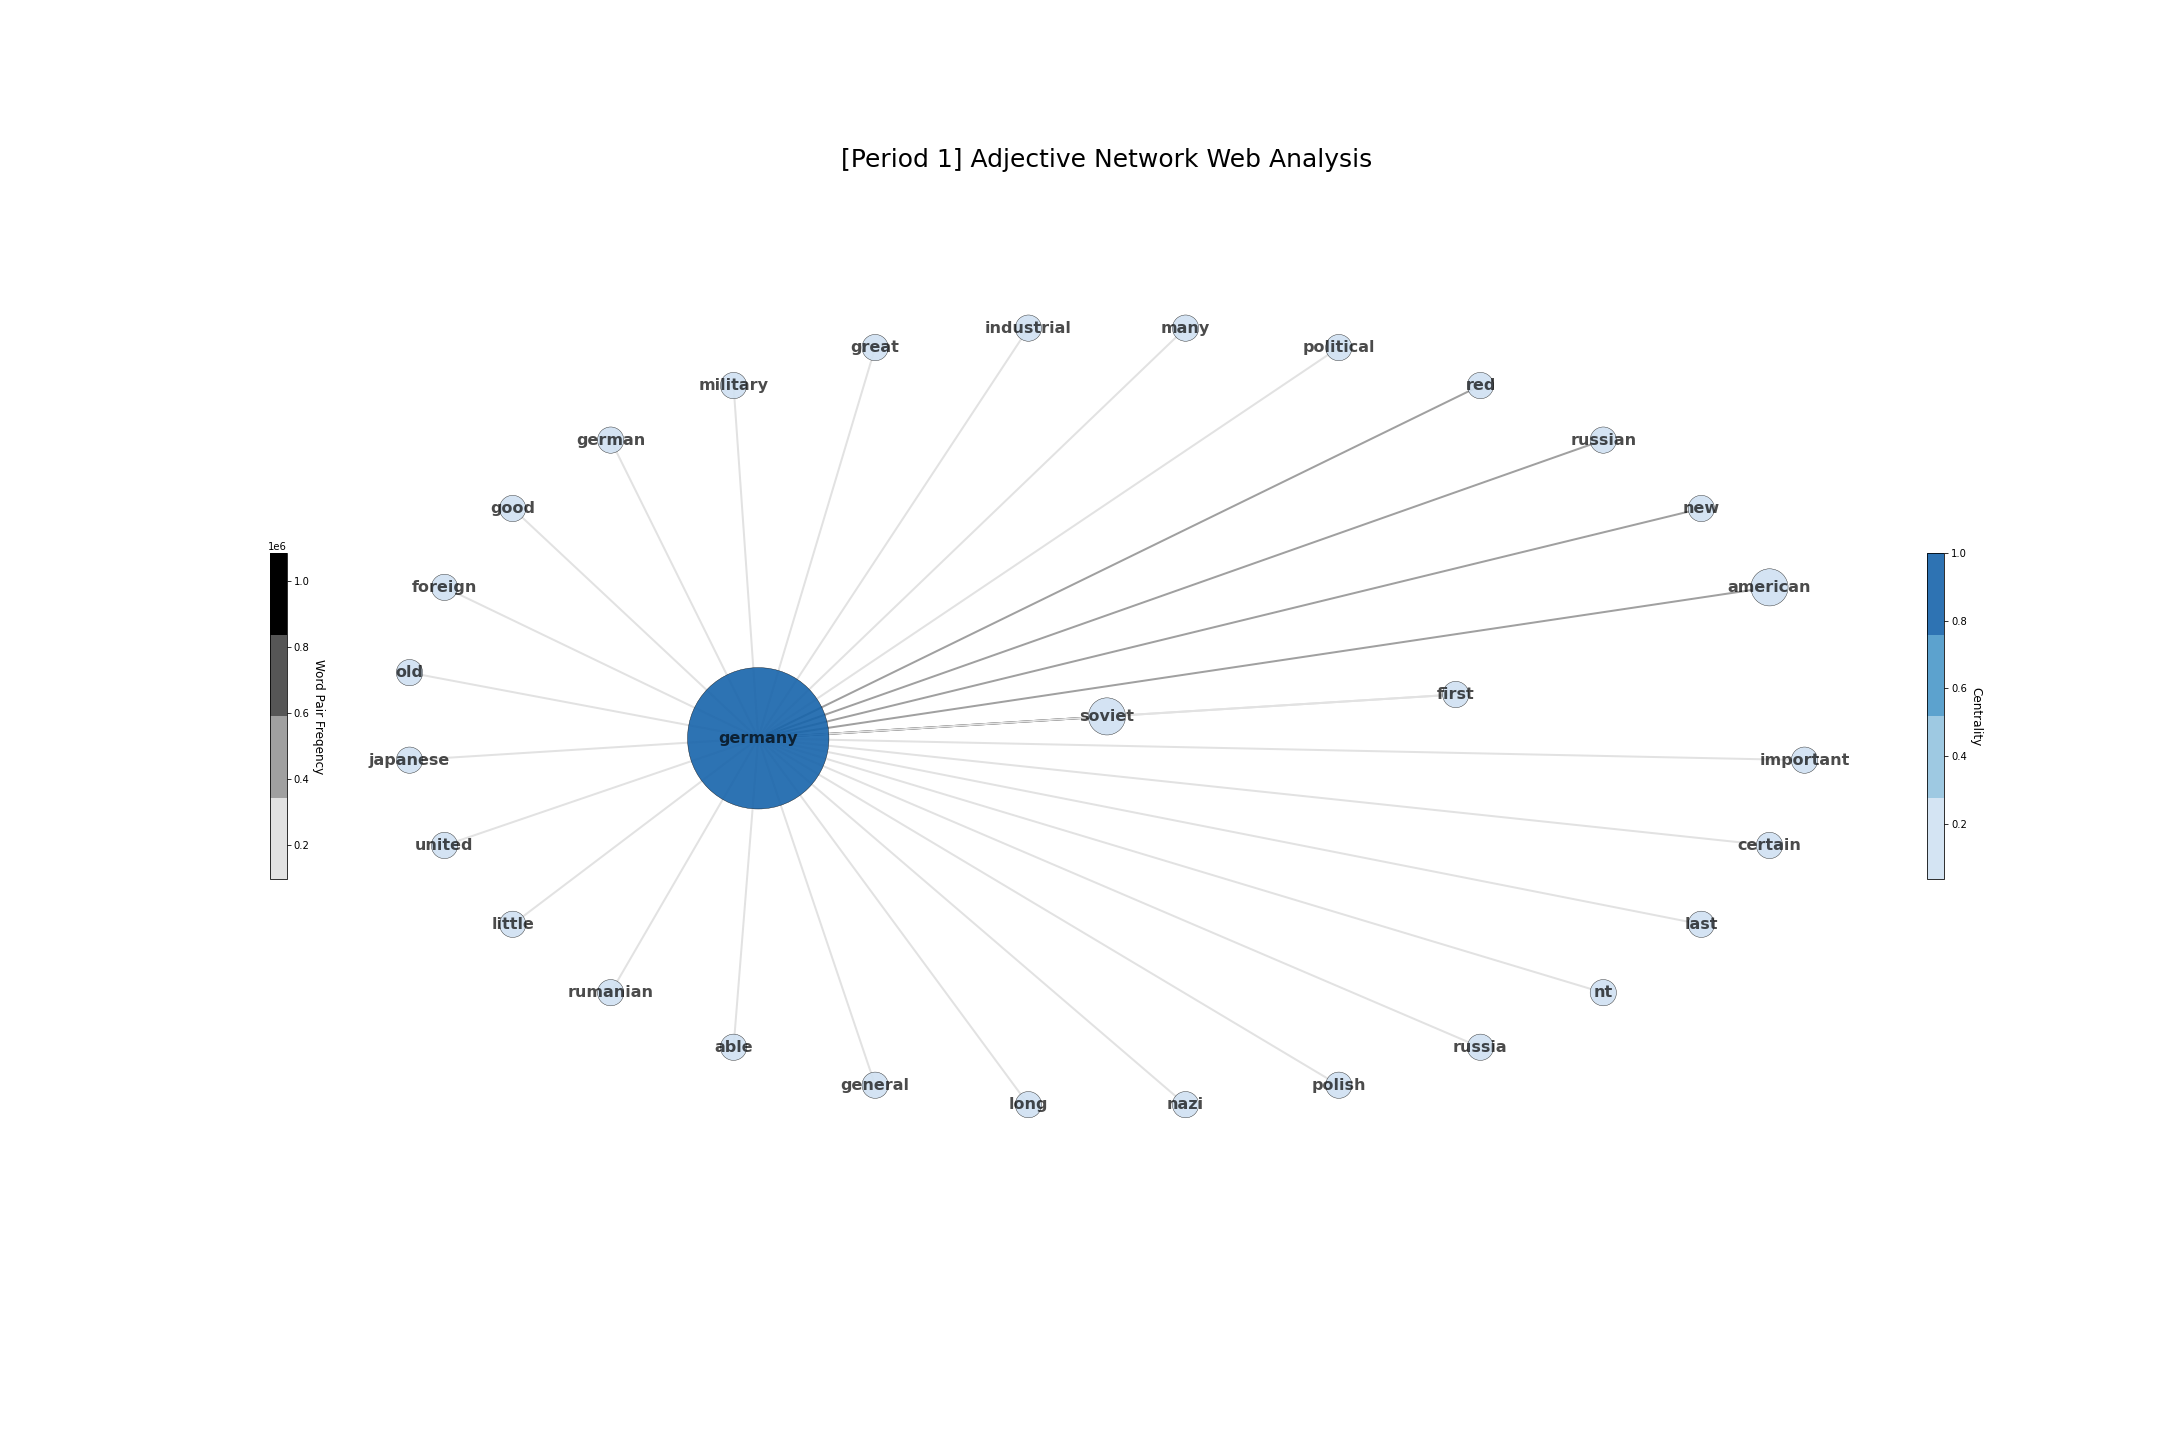 [Period 1] Adjective Network Web Analysis
industrial
many
great
political
military
red
german
russian
good
new
1e6
1.0
0.8
0.6
0.4
0.2
Word Pair Freqency
foreign
american
old
first
soviet
germany
japanese
important
united
certain
little
last
rumanian
nt
able
russia
general
polish
long
nazi
1.0
0.8
0.6
0.4
0.2
Centrality